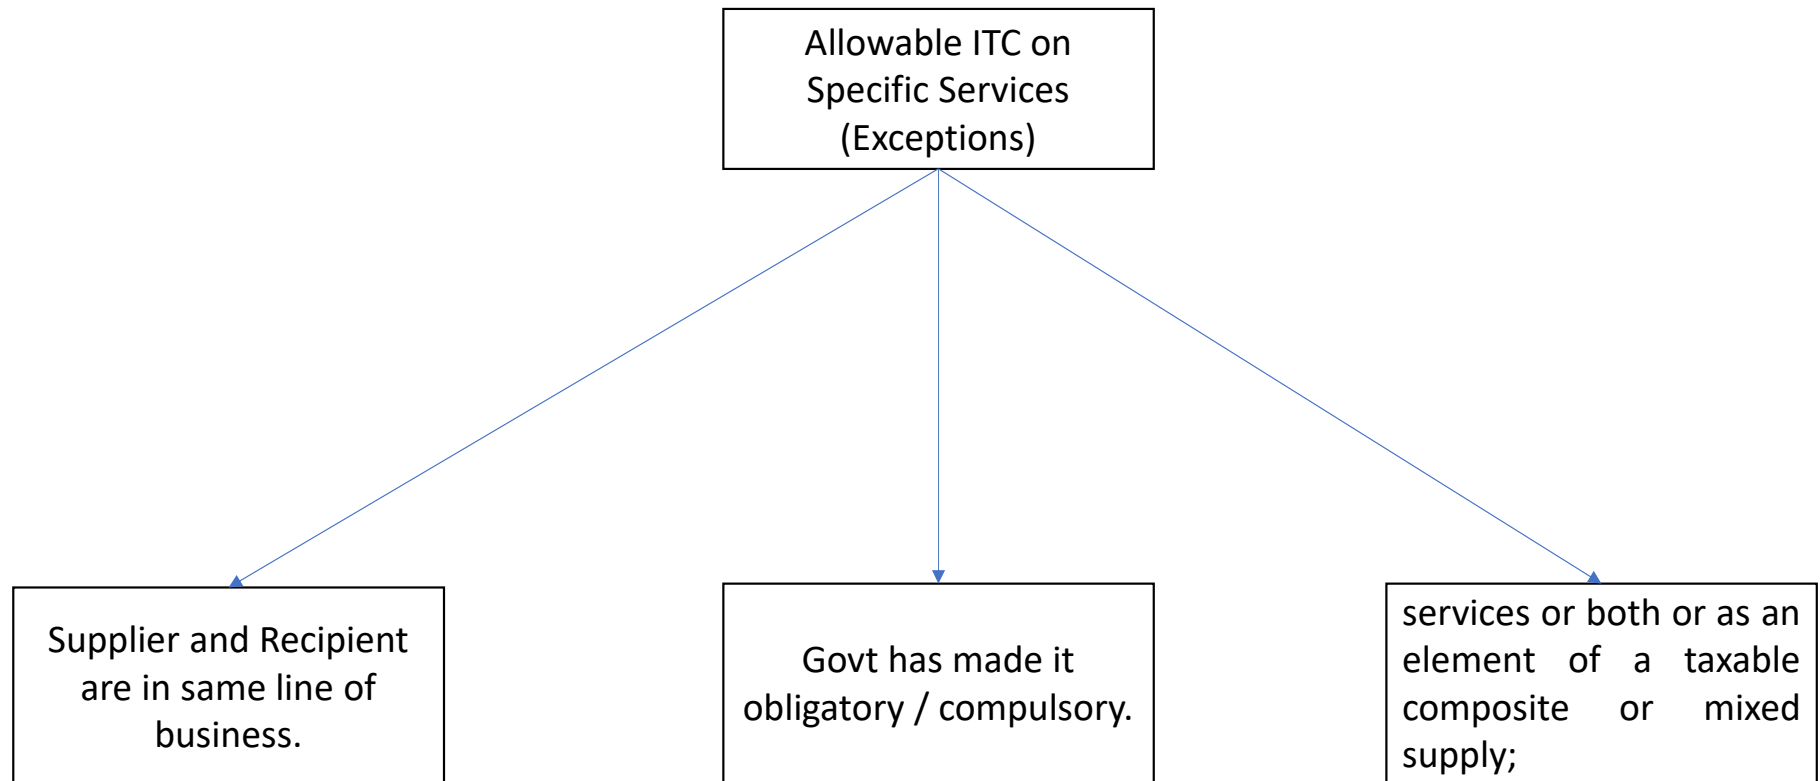 Allowable ITC on
Specific Services
(Exceptions)
Supplier and Recipient
are in same line of
business.
Govt has made it
obligatory / compulsory.
services or both or as an
element of a taxable
composite or mixed
supply;